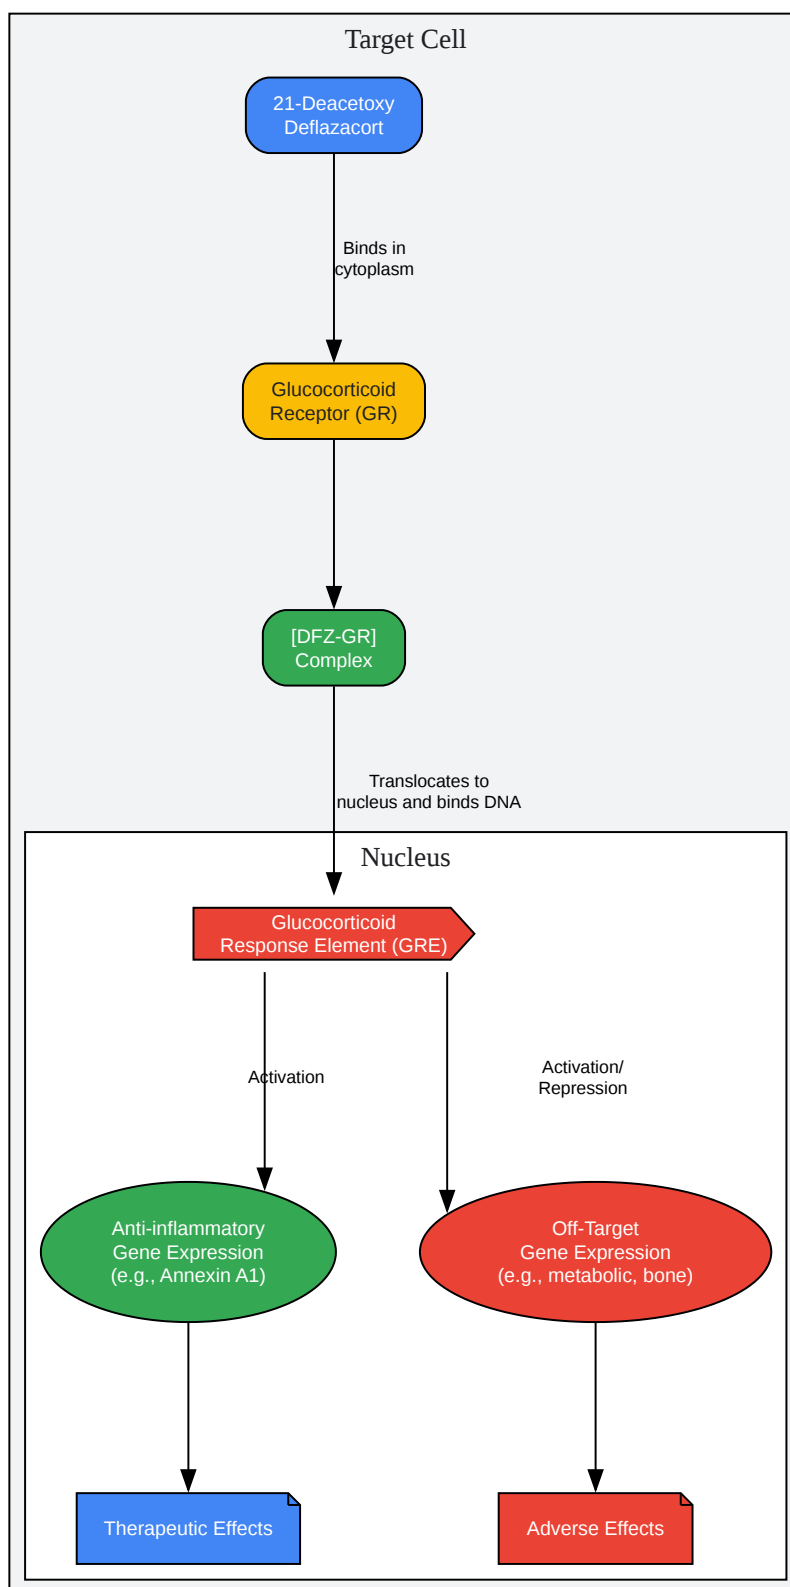 Target Cell
21-Deacetoxy
Deflazacort
Binds in
cytoplasm
Glucocorticoid
Receptor (GR)
[DFZ-GR]
Complex
Translocates to
nucleus and binds DNA
Nucleus
Glucocorticoid
Response Element (GRE)
Activation
Activation/
Repression
Anti-inflammatory
Gene Expression
(e.g., Annexin A1)
Off-Target
Gene Expression
(e.g., metabolic, bone)
Therapeutic Effects
Adverse Effects